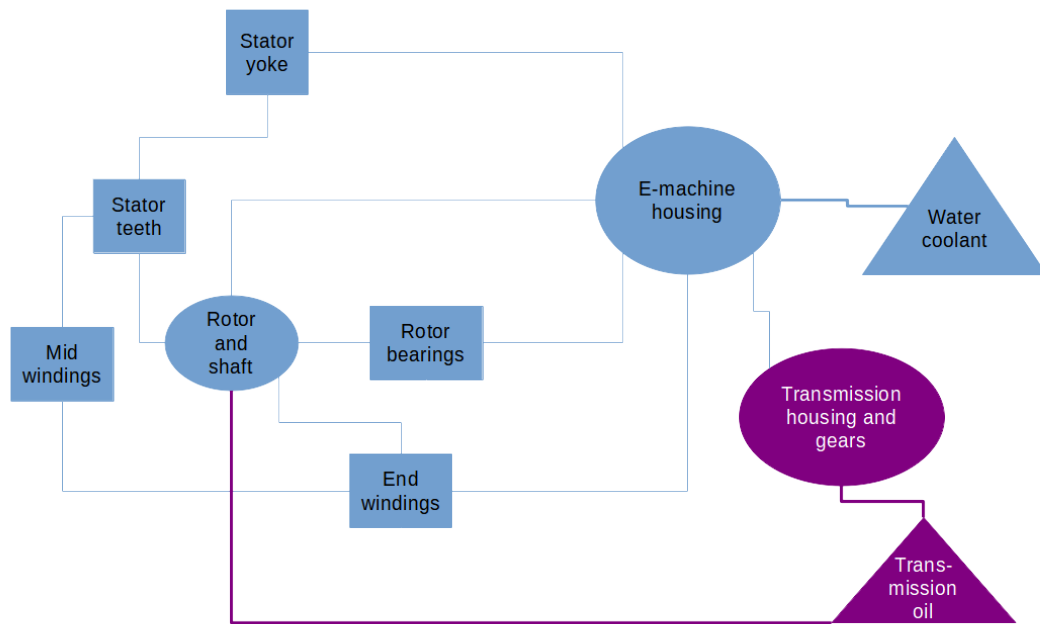 Stator
yoke
E-machine
housing
Stator
teeth
Water
coolant
Rotor
and
shaft
Rotor
bearings
Mid
windings
Transmission
housing and
gears
End
windings
Trans-
mission
oil